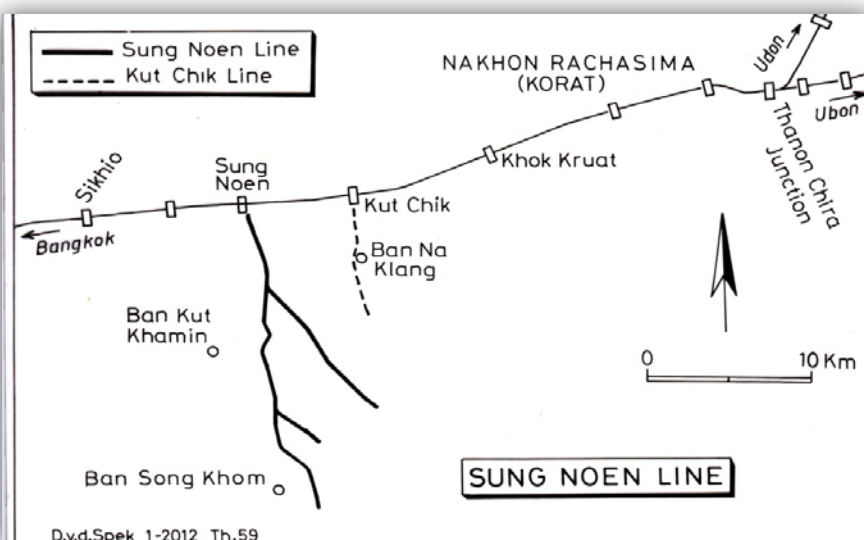 Sung Noen Line
Kut Chik Line
NAKHON RACHASIMA
(KORAT)
Udon
Ubon
Thanon Chira
Junction
Khok Kruat
Sikhio
Sung
Noen
Kut Chik
Bangkok
Ban Na
Klang
Ban Kut
Khamin
0
10 Km
Ban Song Khom
SUNG NOEN LINE
D.v.d.Spek 1-2012 Th.59